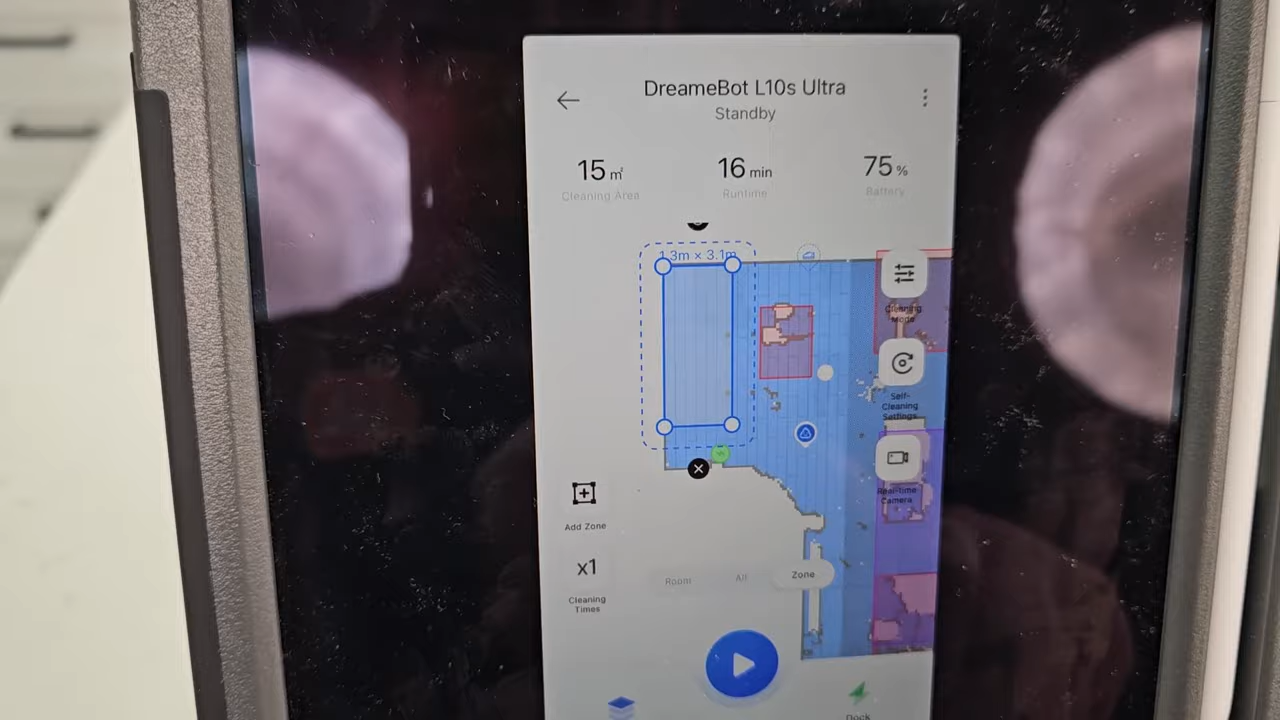 DreameBot L10s Ultra
Standby
15 ㎡
16 min
75 %
Cleaning Area
Runtime
Battery
1.3m × 3.1m
Cleaning
Mode
Self-
Cleaning
Settings
Real-Time
Camera
Add Zone
x1
Cleaning
Times
Room
All
Zone
Dock